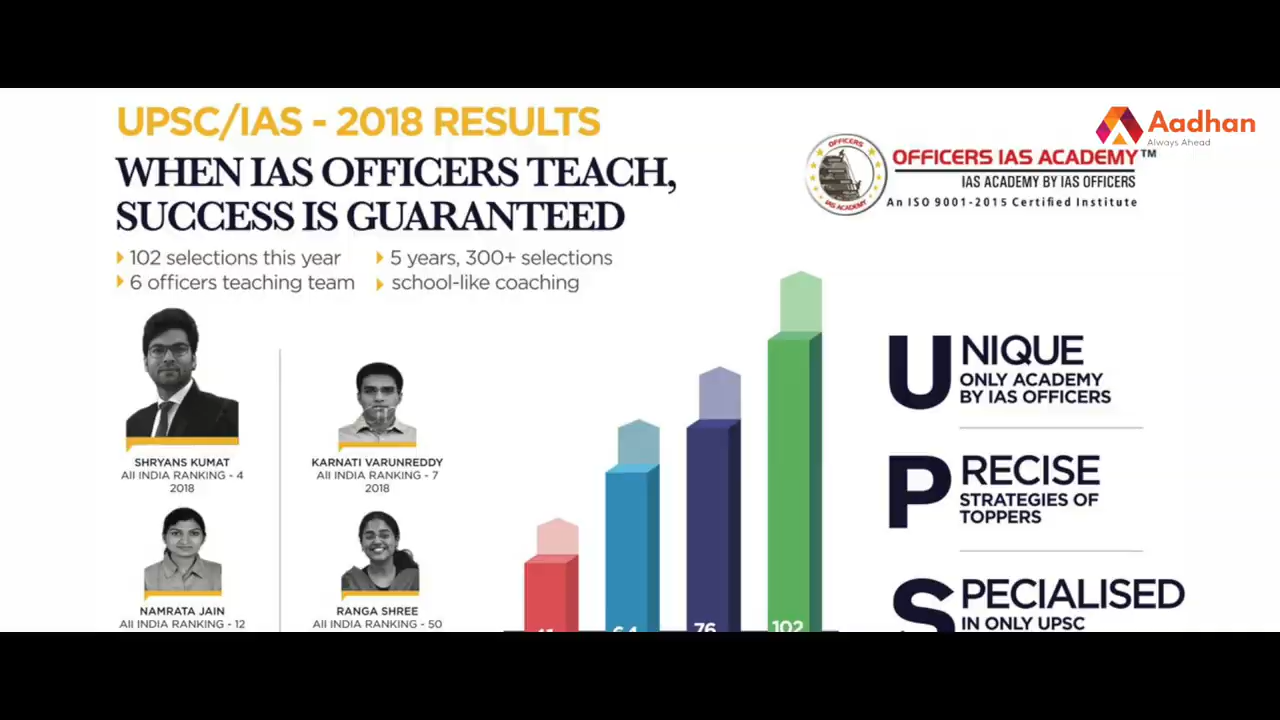 UPSC/IAS - 2018 RESULTS
WHEN IAS OFFICERS TEACH,
SUCCESS IS GUARANTEED
102 selections this year
5 years, 300+ selections
6 officers teaching team
school-like coaching
Aadhan
Always Ahead
OFFICERS IAS ACADEMY™
IAS ACADEMY BY IAS OFFICERS
An ISO 9001-2015 Certified Institute
OFFICERS
IAS ACADEMY
SHRYANS KUMAT
All INDIA RANKING - 4
2018
KARNATI VARUNREDDY
All INDIA RANKING - 7
2018
NAMRATA JAIN
All INDIA RANKING - 12
RANGA SHREE
All INDIA RANKING - 50
76
102
UNIQUE
ONLY ACADEMY
BY IAS OFFICERS
PRECISE
STRATEGIES OF
TOPPERS
SPECIALISED
IN ONLY UPSC